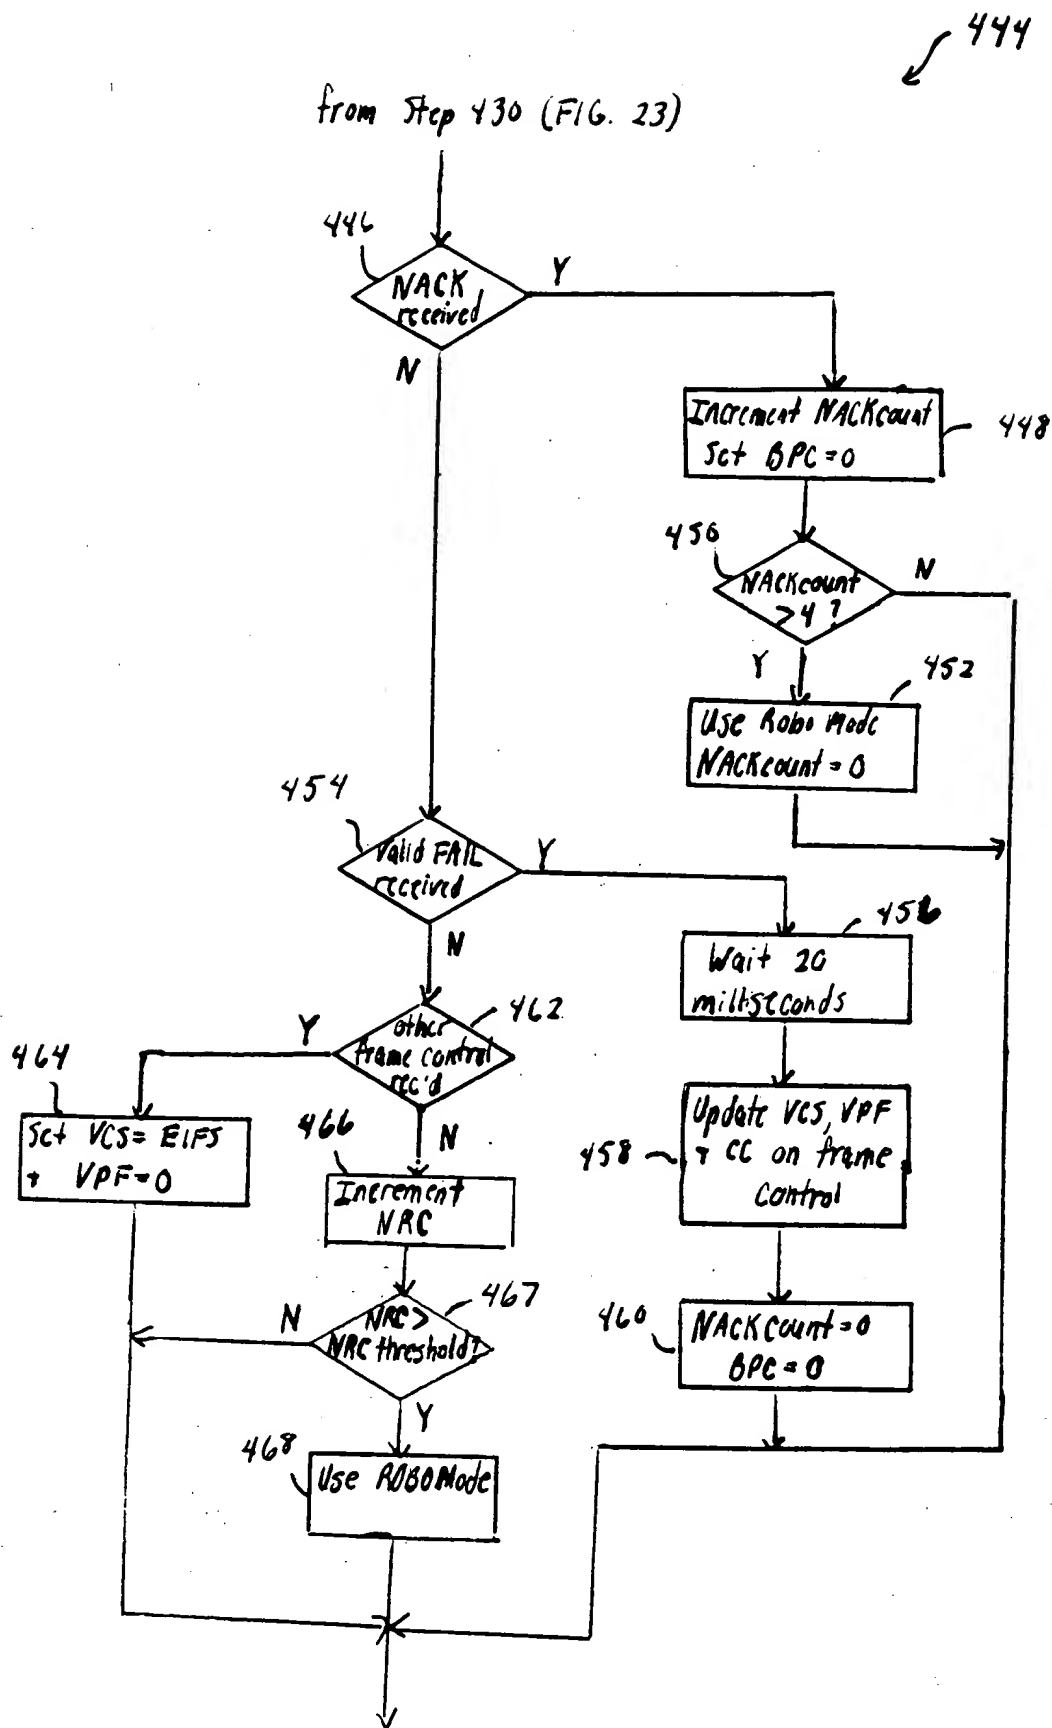 444
from Step 430 (FIG. 23)
446
NACK
received
Y
N
Increment NACKcount
Set BPC=0
448
450
NACKcount
>4?
N
Y
452
Use Robo Mode
NACKcount=0
454
Valid FAIL
received
Y
N
456
Wait 20
milliseconds
462
other
frame control
rec'd
Y
N
464
Set VCS=EIFS
+ VPF=0
458
Update VCS, VPF
+ CC on frame
control
466
Increment
NRC
467
NRC>
NRC threshold?
N
Y
460
NACKcount=0
BPC=0
468
Use ROBO Mode